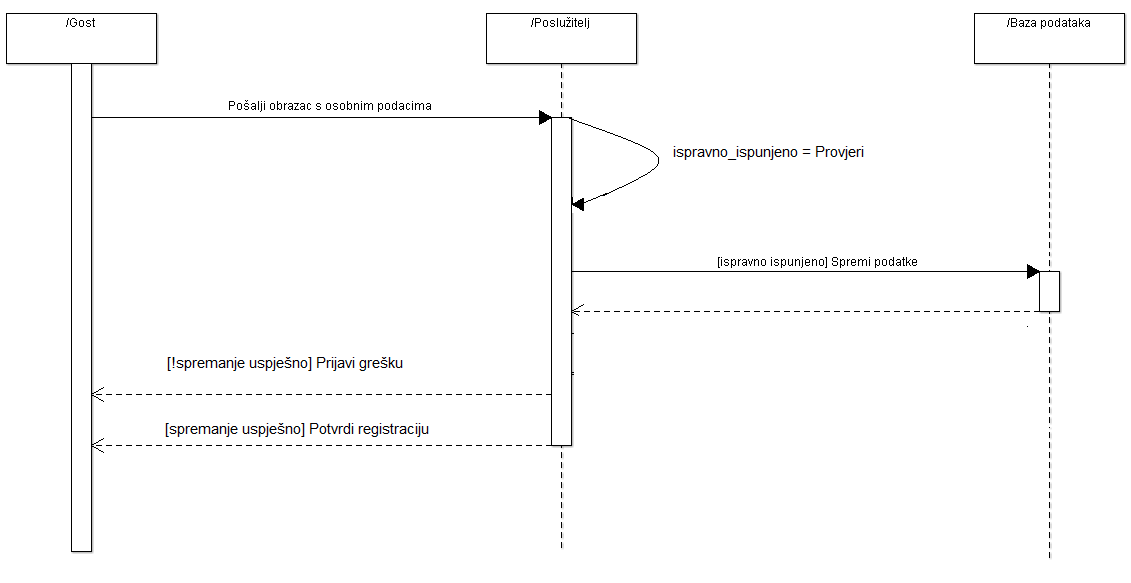 /Gost
/Poslužitelj
/Baza podataka
Pošalji obrazac s osobnim podacima
ispravno_ispunjeno = Provjeri
[ispravno ispunjeno] Spremi podatke
[!spremanje uspješno] Prijavi grešku
[spremanje uspješno] Potvrdi registraciju